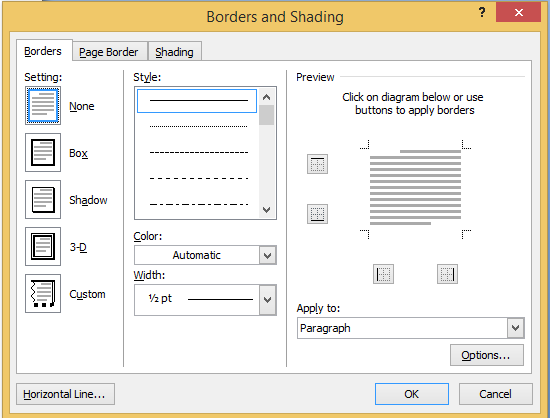 Borders and Shading
?
Borders
Page Border
Shading
Setting:
None
Box
Shadow
3-D
Custom
Style:
Color:
Automatic
Width:
½ pt
Preview
Click on diagram below or use
buttons to apply borders
Apply to:
Paragraph
Options...
Horizontal Line...
OK
Cancel